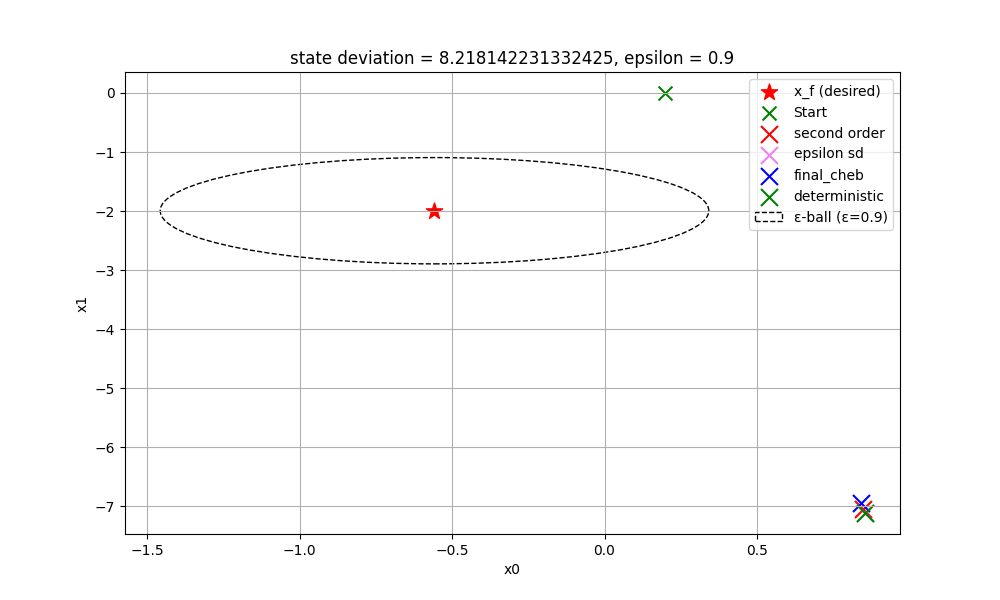 state deviation = 8.218142231332425, epsilon = 0.9
x_f (desired)
Start
second order
epsilon sd
final_cheb
deterministic
ε-ball (ε=0.9)
0
−1
−2
−3
−4
−5
−6
−7
x1
−1.5
−1.0
−0.5
0.0
0.5
x0